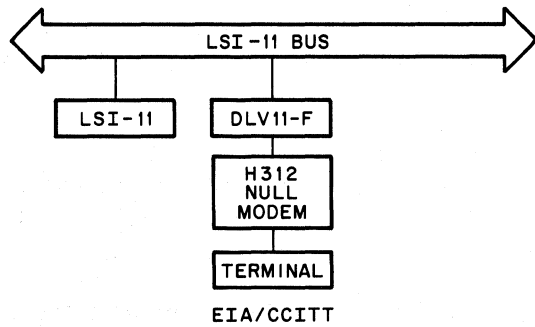 LSI-11 BUS
LSI-11
DLV11-F
H312
NULL
MODEM
TERMINAL
EIA/CCITT